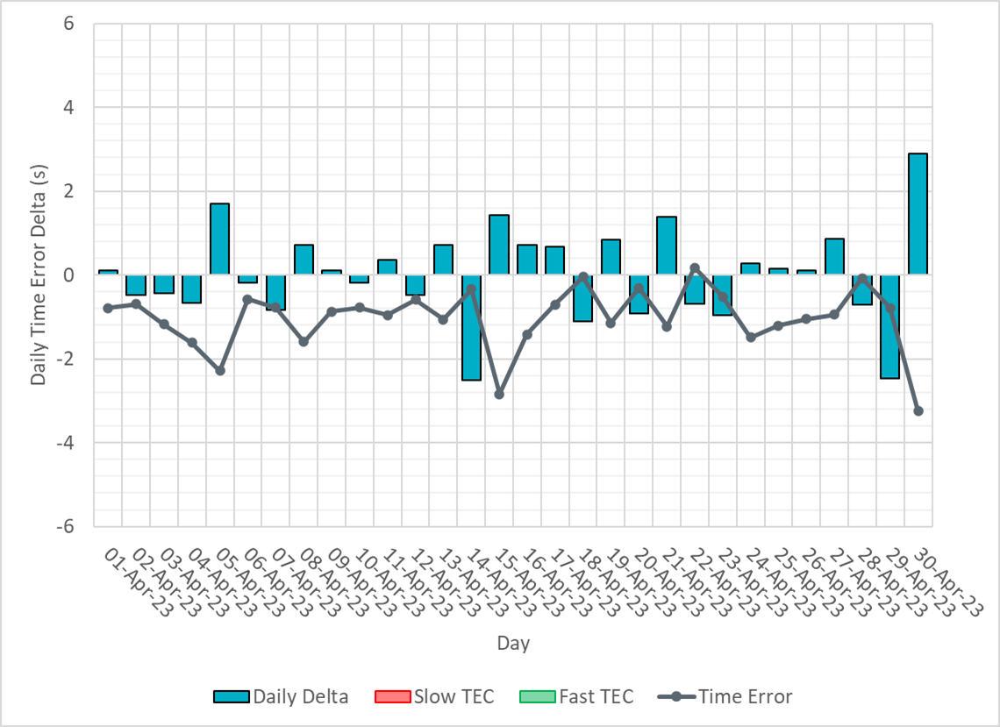 6
4
2
0
-2
-4
-6
Daily Time Error Delta (s)
01-Apr-23
02-Apr-23
03-Apr-23
04-Apr-23
05-Apr-23
06-Apr-23
07-Apr-23
08-Apr-23
09-Apr-23
10-Apr-23
11-Apr-23
12-Apr-23
13-Apr-23
14-Apr-23
15-Apr-23
16-Apr-23
17-Apr-23
18-Apr-23
19-Apr-23
20-Apr-23
21-Apr-23
22-Apr-23
23-Apr-23
24-Apr-23
25-Apr-23
26-Apr-23
27-Apr-23
28-Apr-23
29-Apr-23
30-Apr-23
Day
Daily Delta Slow TEC Fast TEC Time Error